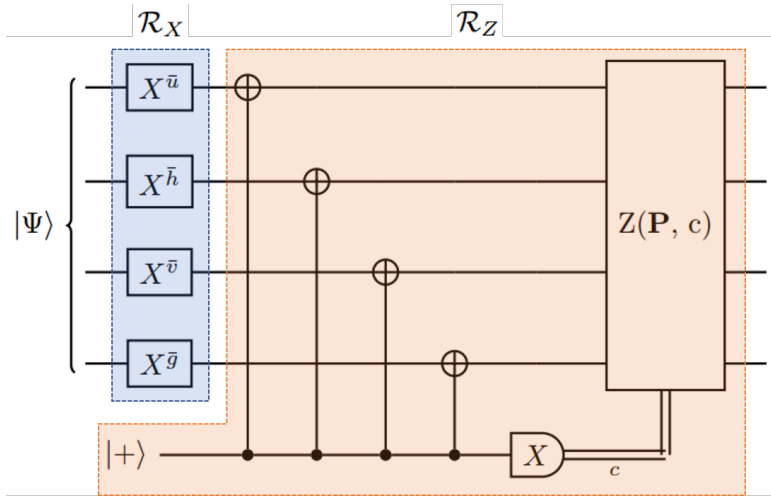 𝓡_X 𝓡_Z
X^ū
X^h̄
|Ψ⟩ Z(P, c)
X^v̄
X^ḡ
|+⟩ X
c